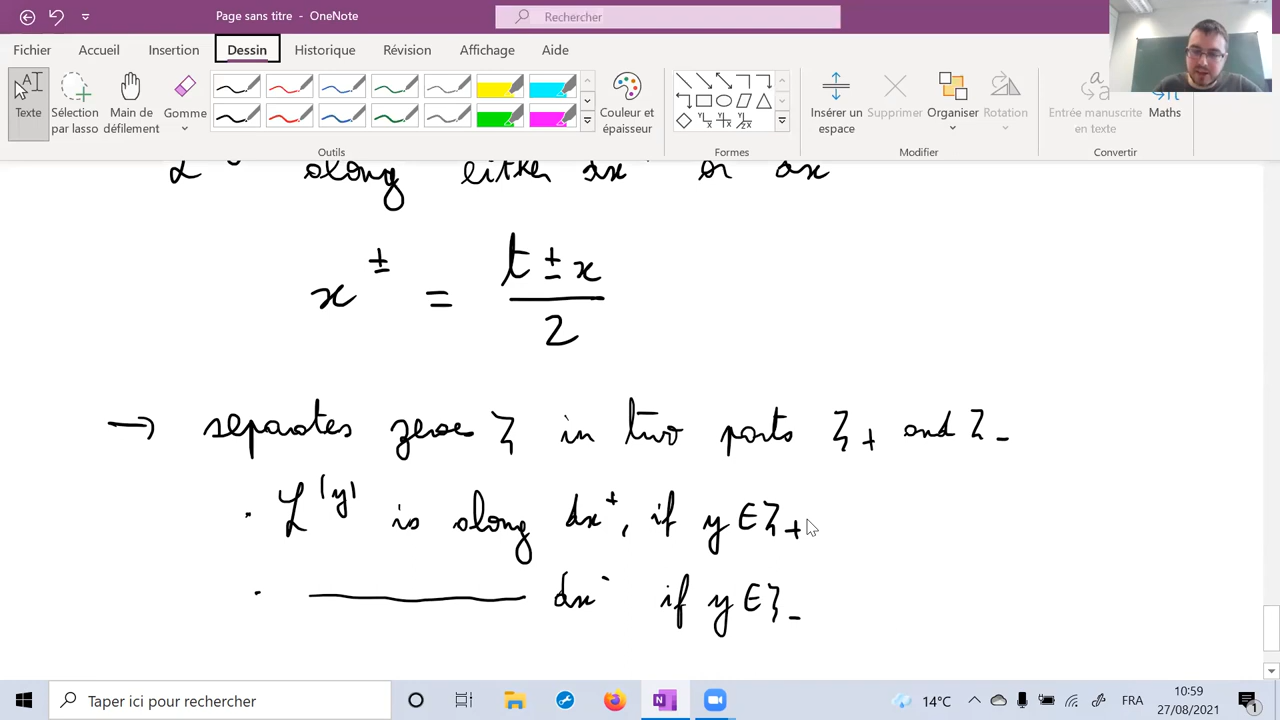 Page sans titre - OneNote
Rechercher
Fichier Accueil Insertion Dessin Historique Révision Affichage Aide
Texte
Sélection par lasso
Main de défilement
Gomme
Couleur et épaisseur
Insérer un espace
Supprimer
Organiser
Rotation
Entrée manuscrite en texte
Maths
Outils Formes Modifier Convertir
along either or
x^± = (t ± x)/2
→ separates zeroes ℤ in two parts ℤ₊ and ℤ₋
· ℒ^(y) is along dx⁺, if y ∈ ℤ₊
· ———— dx⁻ if y ∈ ℤ₋
Taper ici pour rechercher
14°C
FRA
10:59
27/08/2021
1